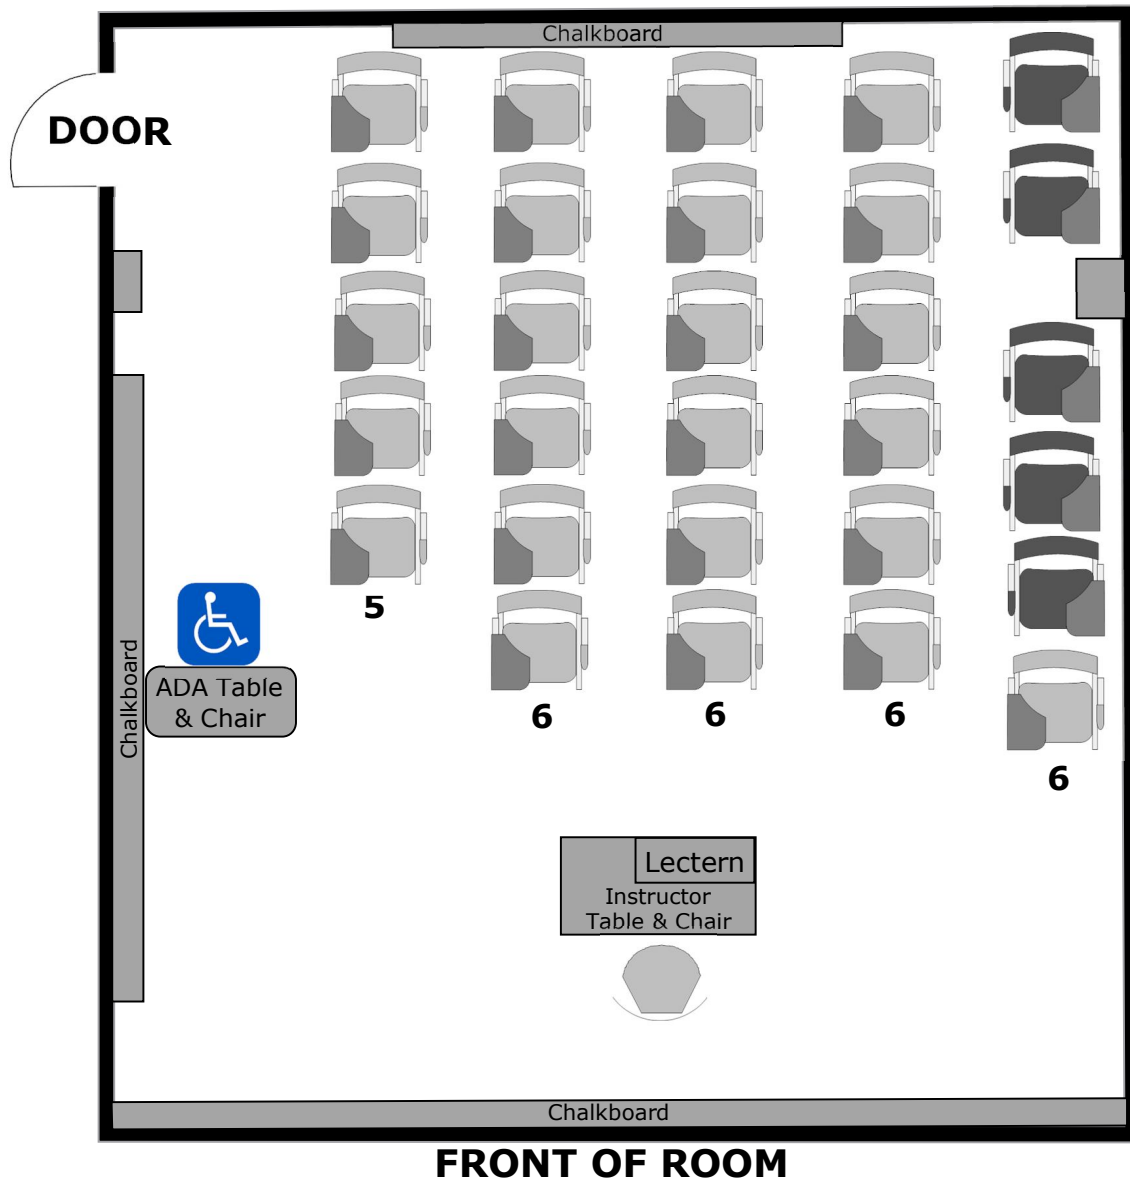 Chalkboard
DOOR
5
ADA Table
& Chair
Chalkboard
6
6
6
6
Lectern
Instructor
Table & Chair
Chalkboard
FRONT OF ROOM